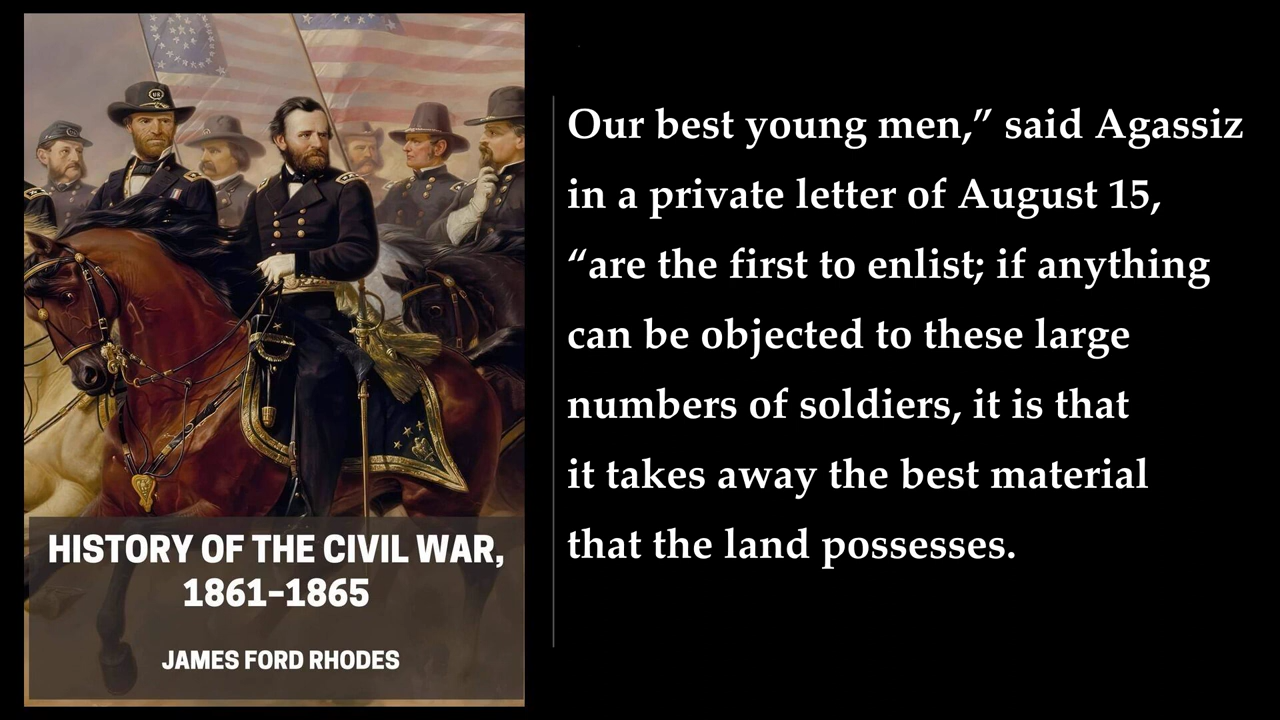 HISTORY OF THE CIVIL WAR,
1861–1865
JAMES FORD RHODES
Our best young men,” said Agassiz
in a private letter of August 15,
“are the first to enlist; if anything
can be objected to these large
numbers of soldiers, it is that
it takes away the best material
that the land possesses.